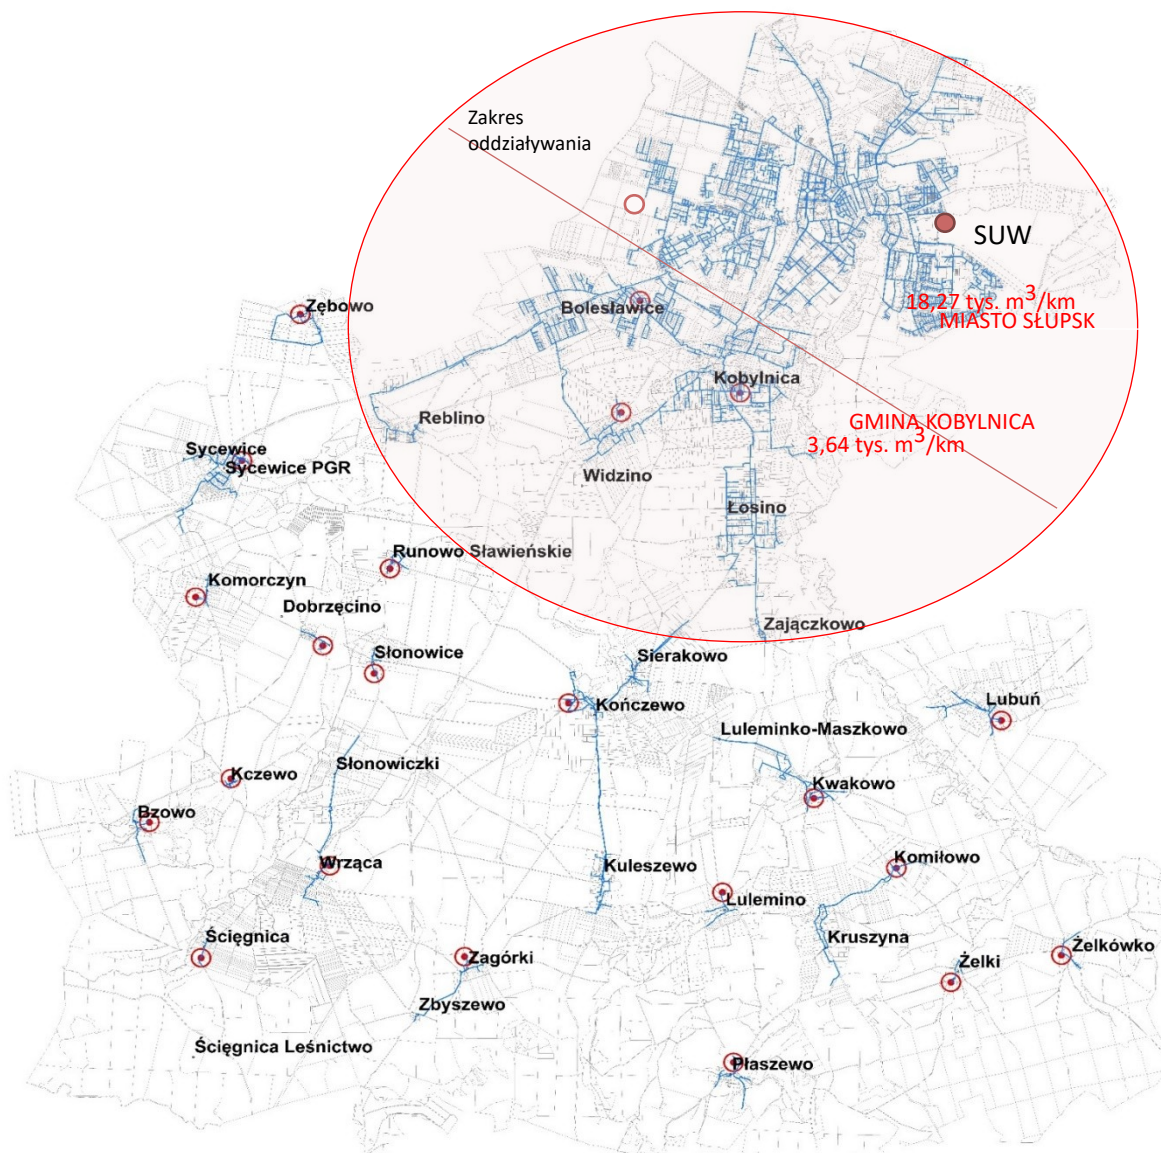 Zakres
oddziaływania
SUW
18,27 tys. m³/km
MIASTO SŁUPSK
Zębowo
Bolesławice
Kobylnica
Reblino
GMINA KOBYLNICA
3,64 tys. m³/km
Sycewice
Sycewice PGR
Widzino
Łosino
Runowo Sławieńskie
Komorczyn
Dobrzęcino
Zajączkowo
Słonowice
Sierakowo
Kończewo
Lubuń
Luleminko-Maszkowo
Słonowiczki
Kczewo
Kwakowo
Bzowo
Wrząca
Kuleszewo
Komiłowo
Lulemino
Ścięgnica
Kruszyna
Żelkówko
Zagórki
Żelki
Zbyszewo
Ścięgnica Leśnictwo
Płaszewo